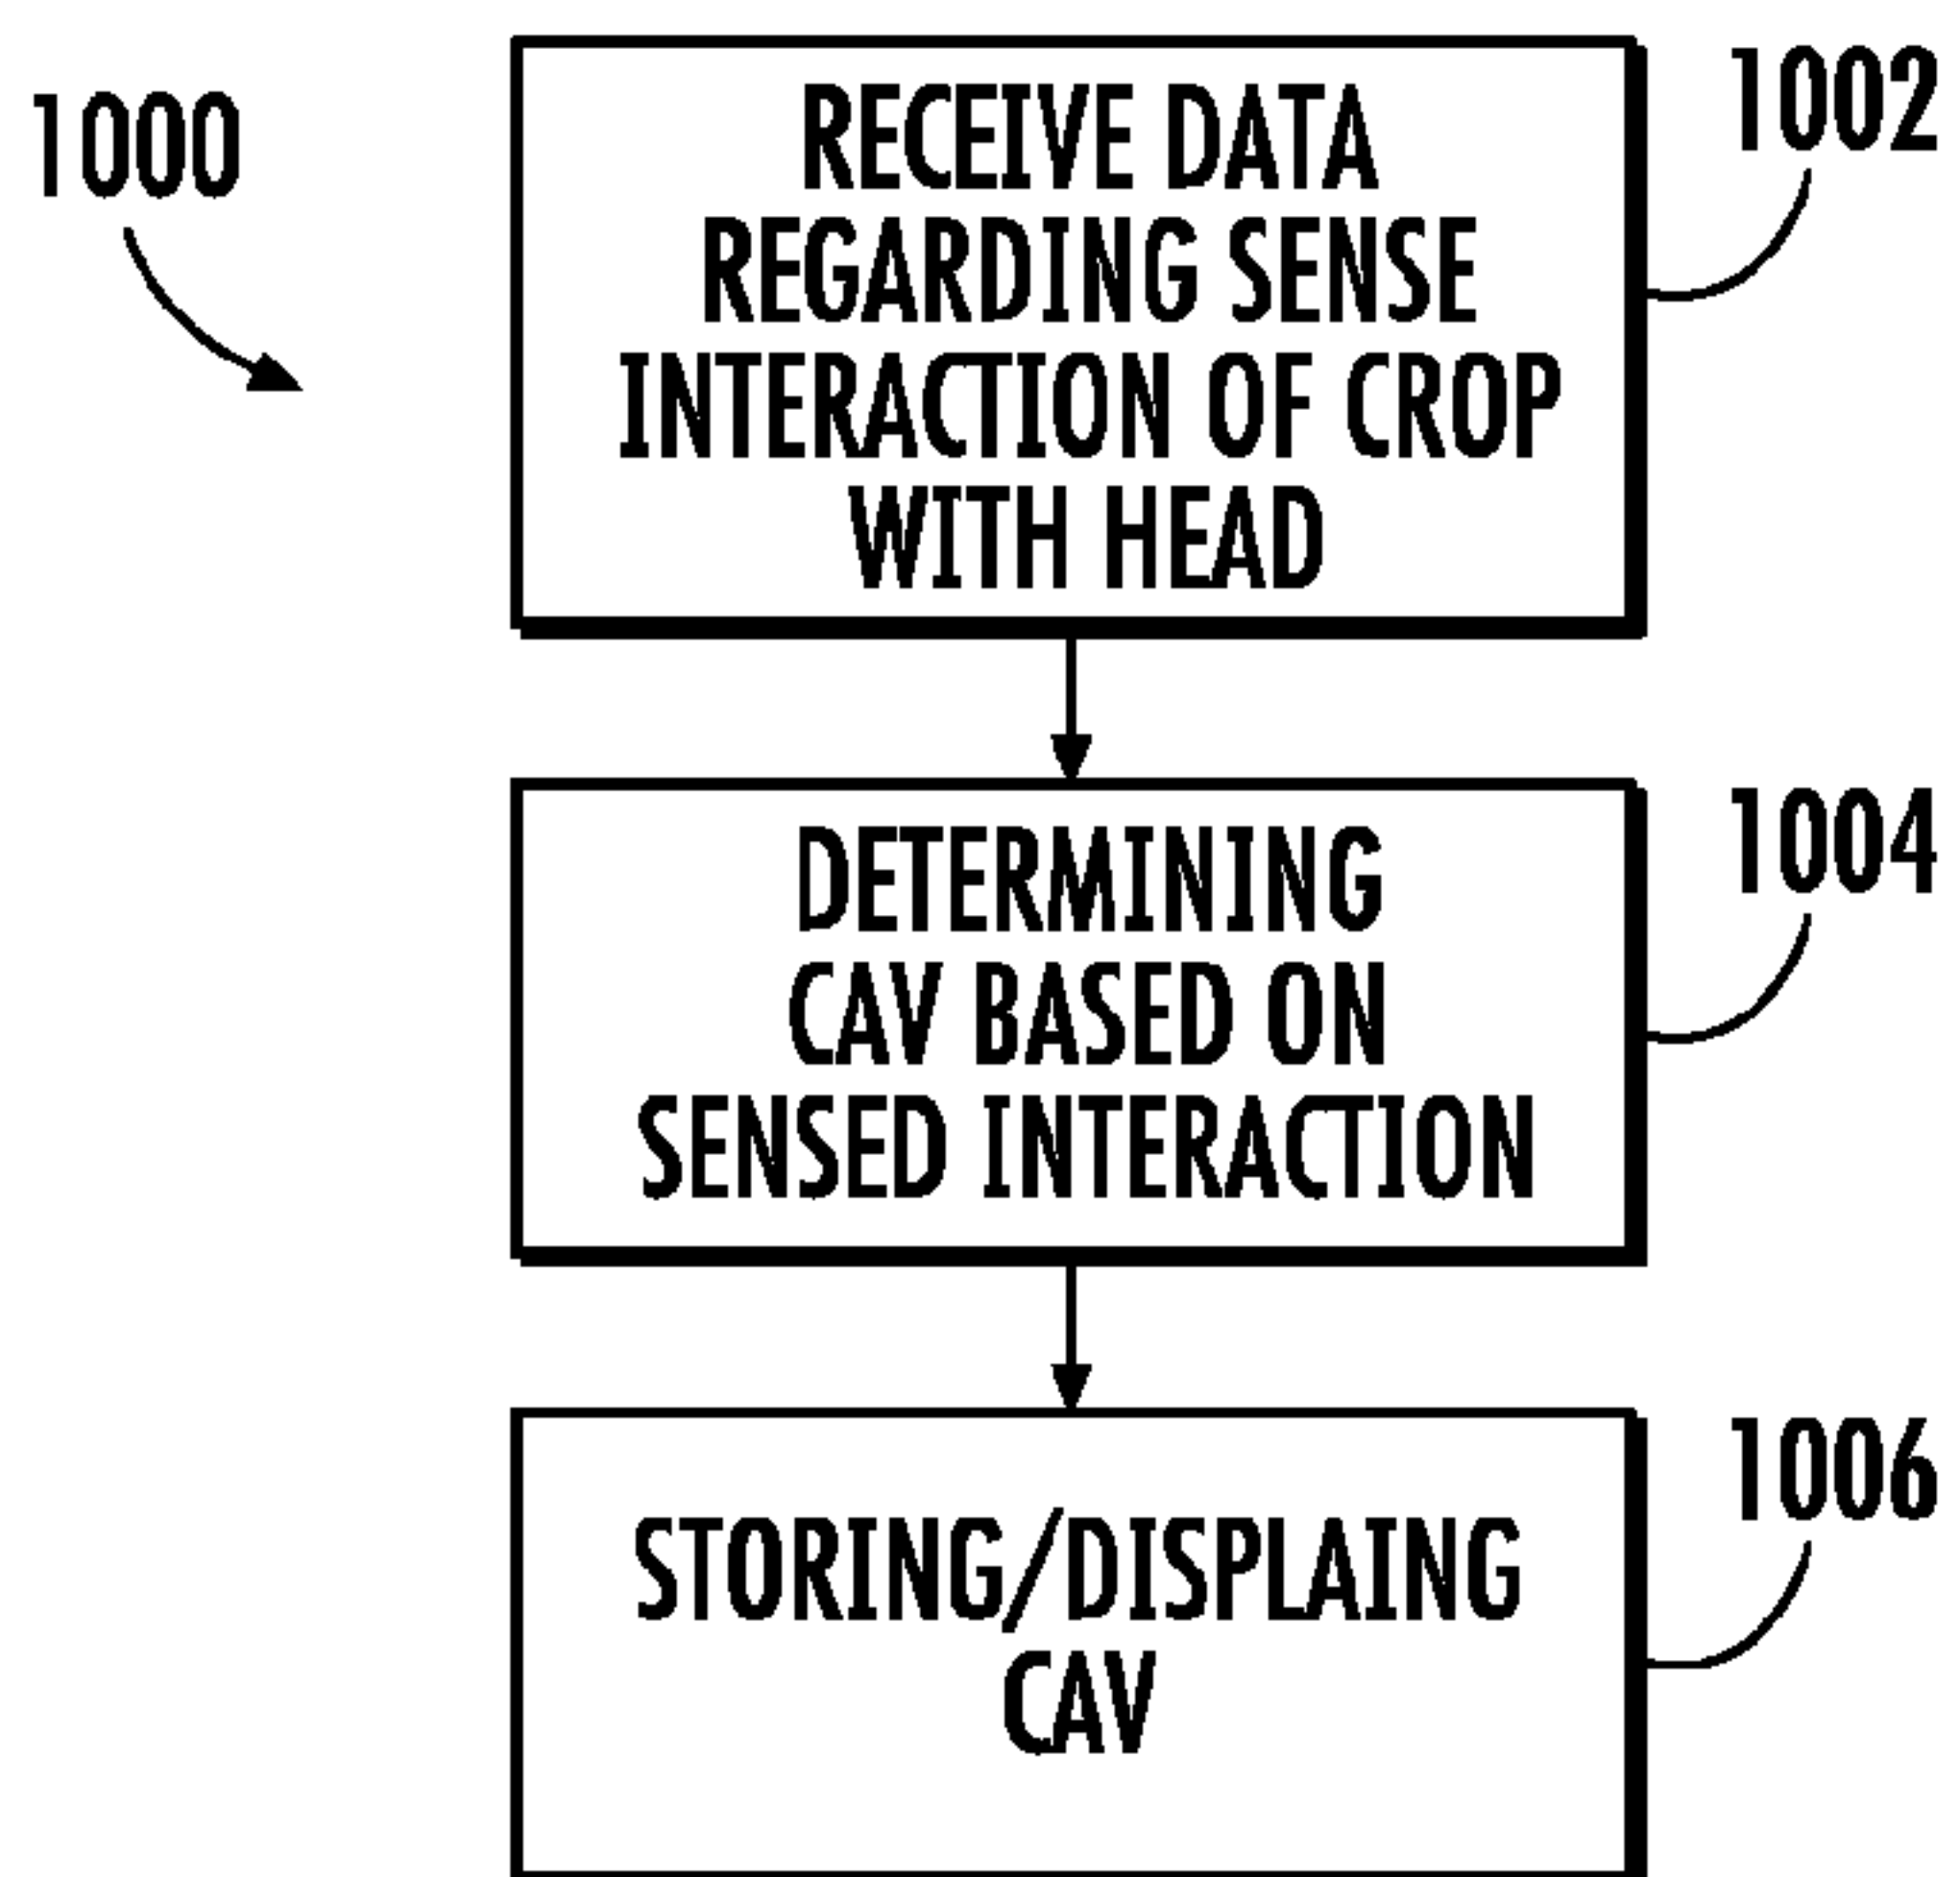 1000
RECEIVE DATA
REGARDING SENSE
INTERACTION OF CROP
WITH HEAD
1002
DETERMINING
CAV BASED ON
SENSED INTERACTION
1004
STORING/DISPLAING
CAV
1006